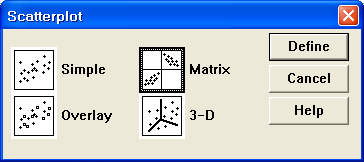 Scatterplot
Simple
Matrix
Define
Cancel
Overlay
3-D
Help